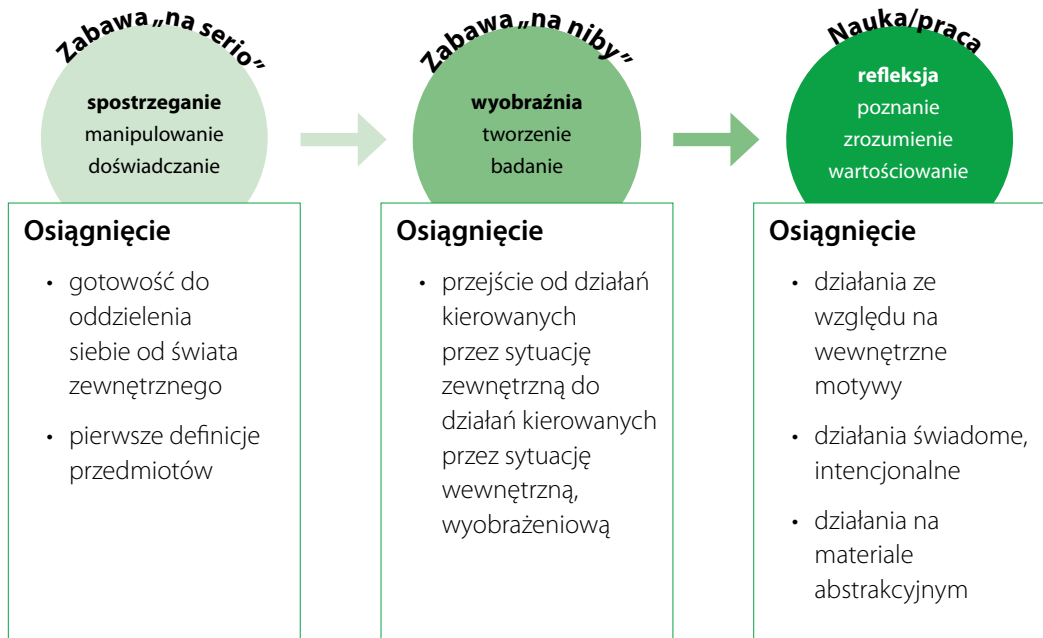 Zabawa „na serio”
spostrzeganie
manipulowanie
doświadczanie
Osiągnięcie
• gotowość do
oddzielenia
siebie od świata
zewnętrznego
• pierwsze definicje
przedmiotów
Zabawa „na niby”
wyobraźnia
tworzenie
badanie
Osiągnięcie
• przejście od działań
kierowanych
przez sytuację
zewnętrzną do
działań kierowanych
przez sytuację
wewnętrzną,
wyobrażeniową
Nauka/praca
refleksja
poznanie
zrozumienie
wartościowanie
Osiągnięcie
• działania ze
względu na
wewnętrzne
motywy
• działania świadome,
intencjonalne
• działania na
materiale
abstrakcyjnym